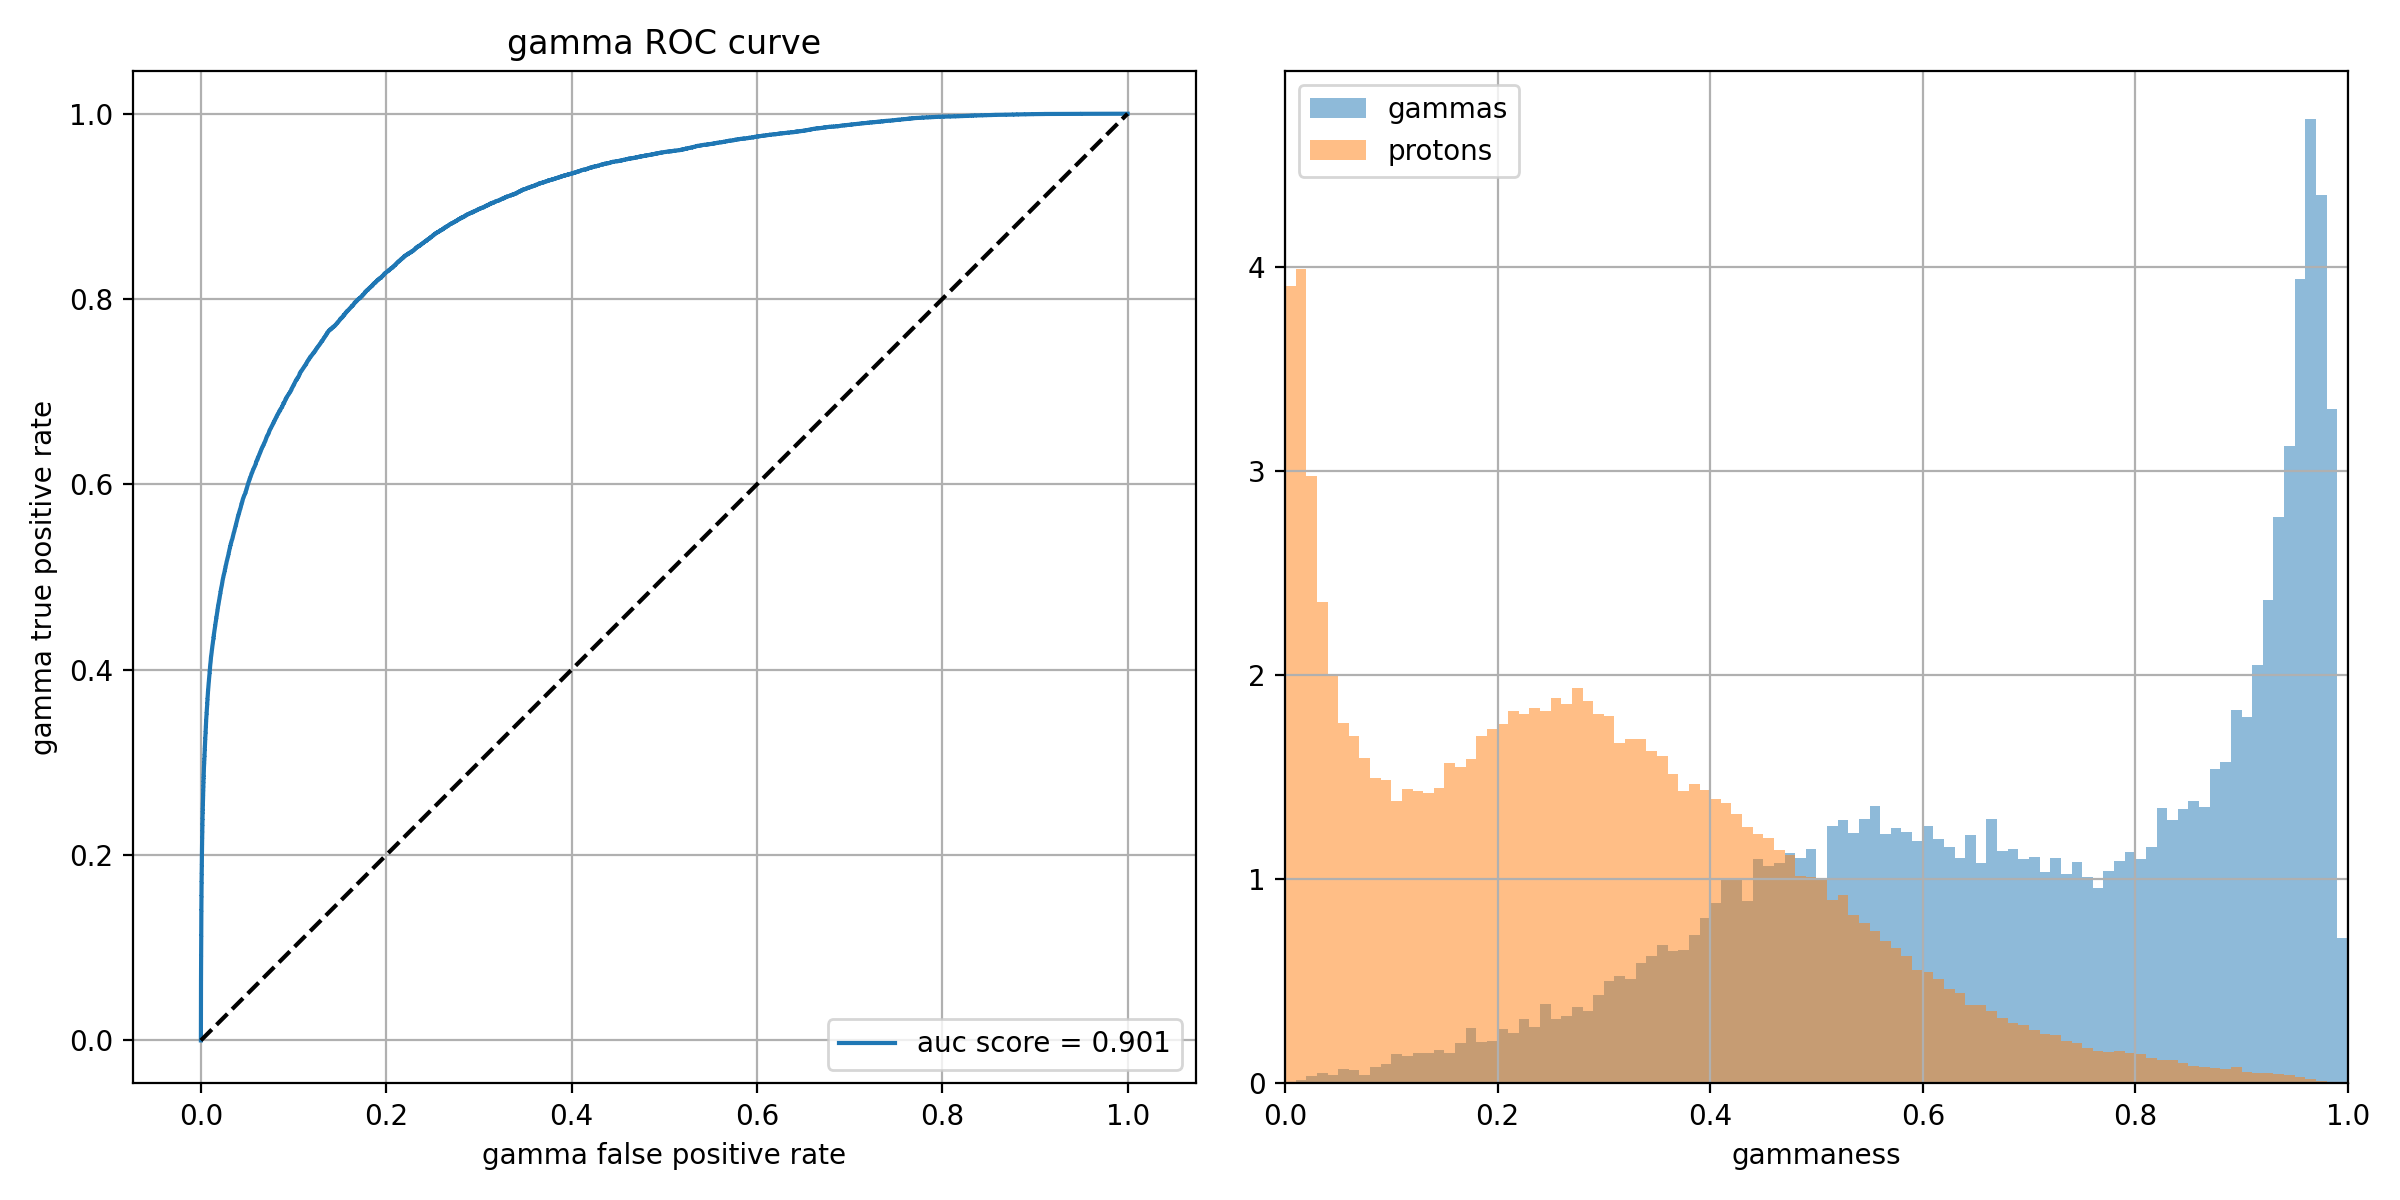 gamma ROC curve
gamma true positive rate
1.0
0.8
0.6
0.4
0.2
0.0
auc score = 0.901
0.0 0.2 0.4 0.6 0.8 1.0
gamma false positive rate
gammas
protons
4
3
2
1
0
0.0 0.2 0.4 0.6 0.8 1.0
gammaness